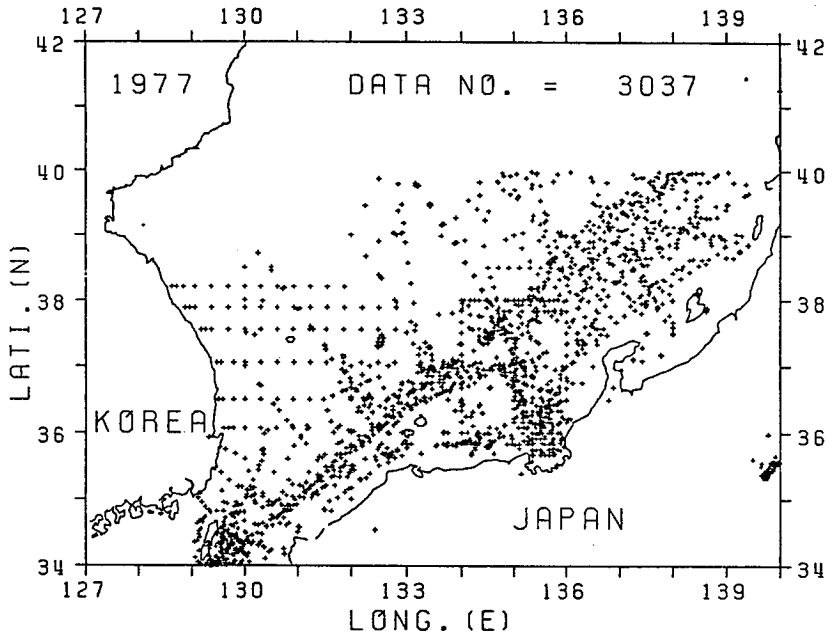 127 130 133 136 139
42 42
1977 DATA NO. = 3037
40 40
38 38
LATI.(N)
KOREA
36 36
JAPAN
34 34
127 130 133 136 139
LONG.(E)